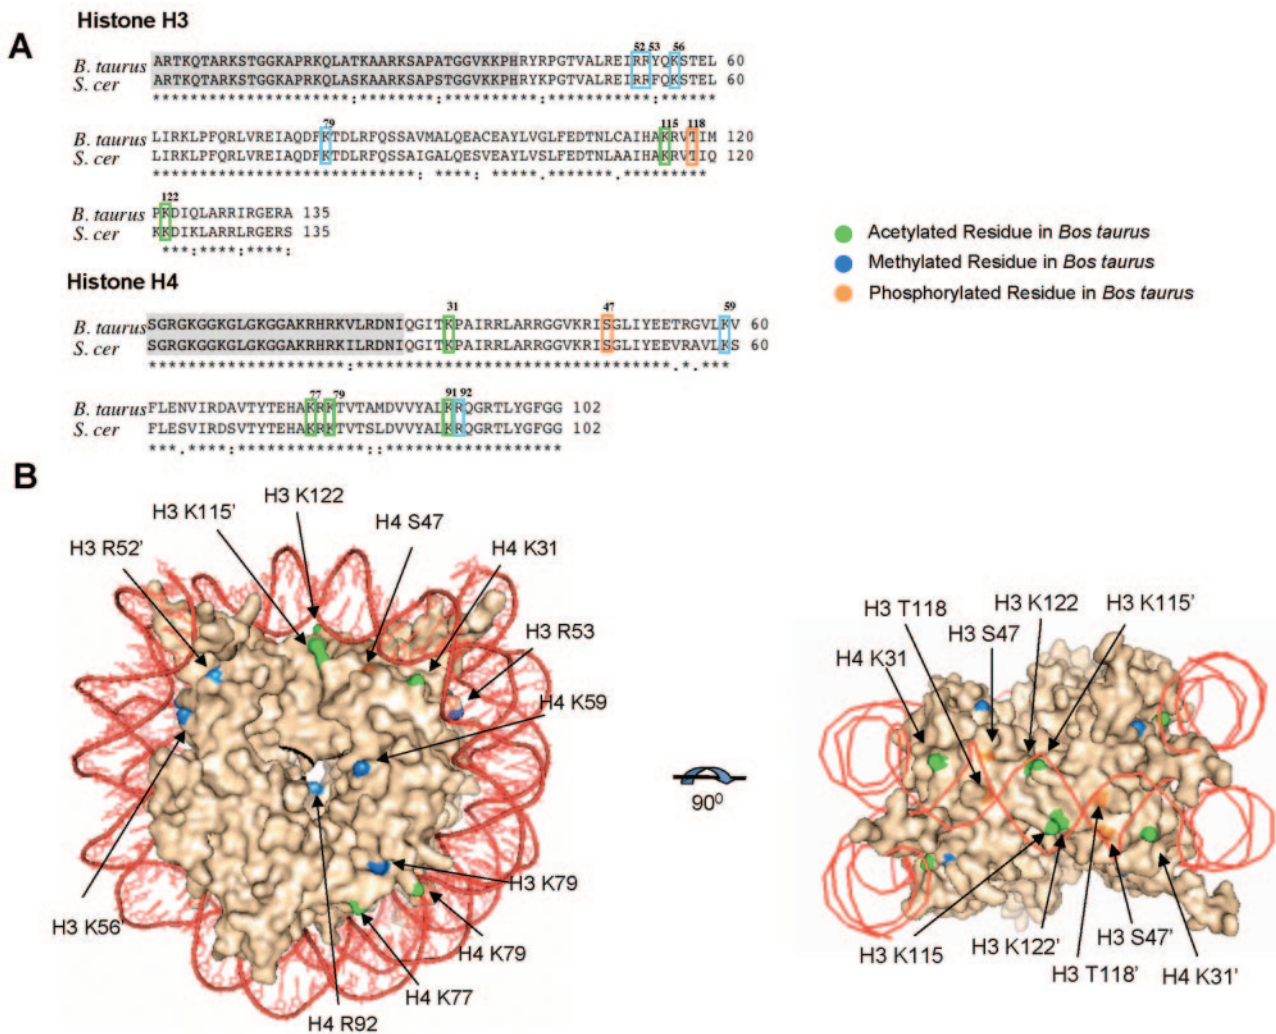 A
Histone H3
52 53 56
B. taurus ARTKQTARKSTGGKAPRKQLATKAARKSAPATGGVKKPHRYRPGTVALREIRRYQKSTEL 60
S. cer ARTKQTARKSTGGKAPRKQLASKAARKSAPSTGGVKKPHRYKPGTVALREIRRFQKSTEL 60
*********************:********:**********:***********:******
79 115 118
B. taurus LIRKLPFQRLVREIAQDFKTDLRFQSSAVMALQEACEAYLVGLFEDTNLCAIHAKRVTIM 120
S. cer LIRKLPFQRLVREIAQDFKTDLRFQSSAIGALQESVEAYLVSLFEDTNLAAIHAKRVTIQ 120
****************************: ****: *****.*******.*********
122
B. taurus PKDIQLARRIRGERA 135
S. cer KKDIKLARRLRGERS 135
***:****:****:
Histone H4
31 47 59
B. taurus SGRGKGGKGLGKGGAKRHRKVLRDNIQGITKPAIRRLARRGGVKRISGLIYEETRGVLKV 60
S. cer SGRGKGGKGLGKGGAKRHRKILRDNIQGITKPAIRRLARRGGVKRISGLIYEEVRAVLKS 60
********************:********************************.*.***
77 79 91 92
B. taurus FLENVIRDAVTYTEHAKRKTVTAMDVVYALKRQGRTLYGFGG 102
S. cer FLESVIRDSVTYTEHAKRKTVTSLDVVYALKRQGRTLYGFGG 102
***.****:*************::******************
Acetylated Residue in Bos taurus
Methylated Residue in Bos taurus
Phosphorylated Residue in Bos taurus
B
H3 K122
H3 K115'
H4 S47
H3 R52'
H4 K31
H3 R53
H4 K59
H3 K79
H3 K56'
H4 K79
H4 K77
H4 R92
90⁰
H3 T118
H3 K122
H3 K115'
H3 S47
H4 K31
H3 K115
H3 K122'
H3 S47'
H3 T118'
H4 K31'